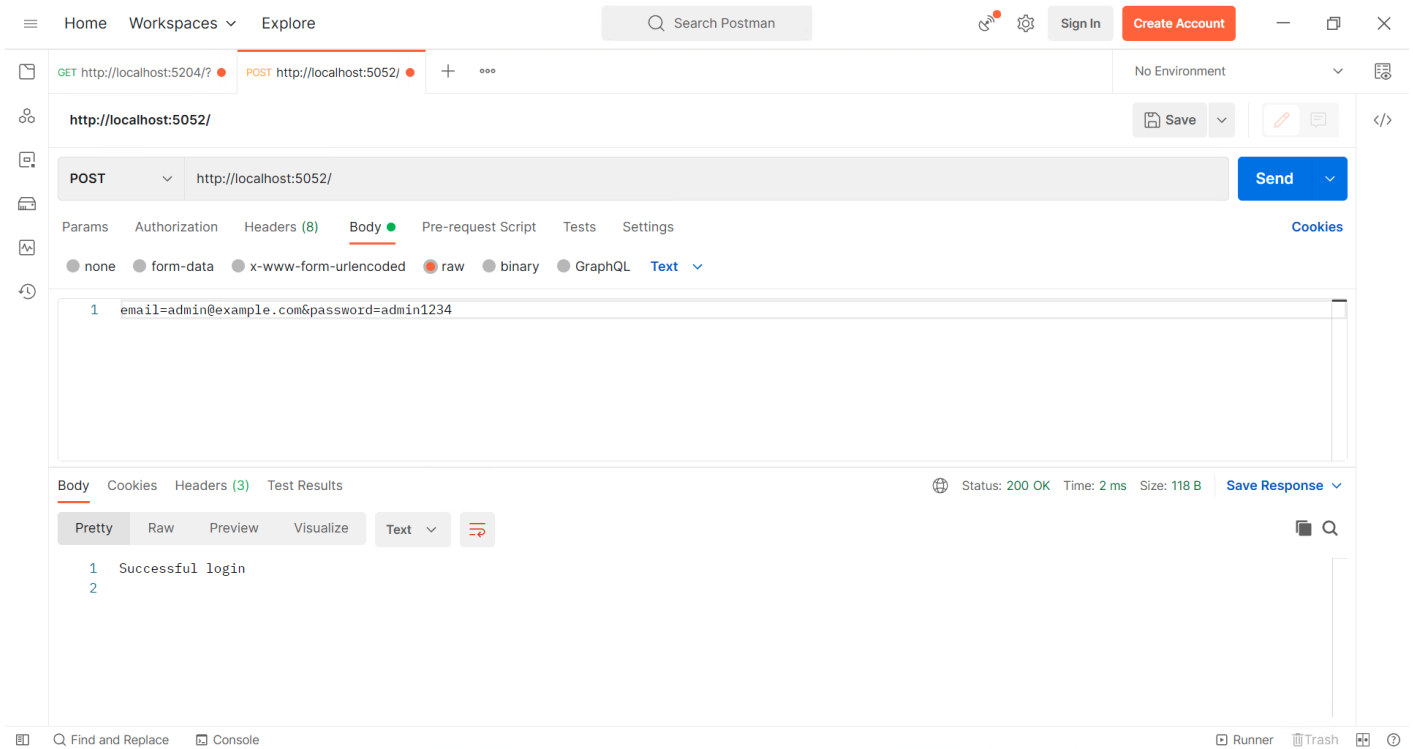 Home Workspaces Explore Search Postman Sign In Create Account
GET http://localhost:5204/? POST http://localhost:5052/ No Environment
http://localhost:5052/ Save
POST http://localhost:5052/ Send
Params Authorization Headers (8) Body Pre-request Script Tests Settings Cookies
none form-data x-www-form-urlencoded raw binary GraphQL Text
1 email=admin@example.com&password=admin1234
Body Cookies Headers (3) Test Results Status: 200 OK Time: 2 ms Size: 118 B Save Response
Pretty Raw Preview Visualize Text
1 Successful login
2
Find and Replace Console Runner Trash